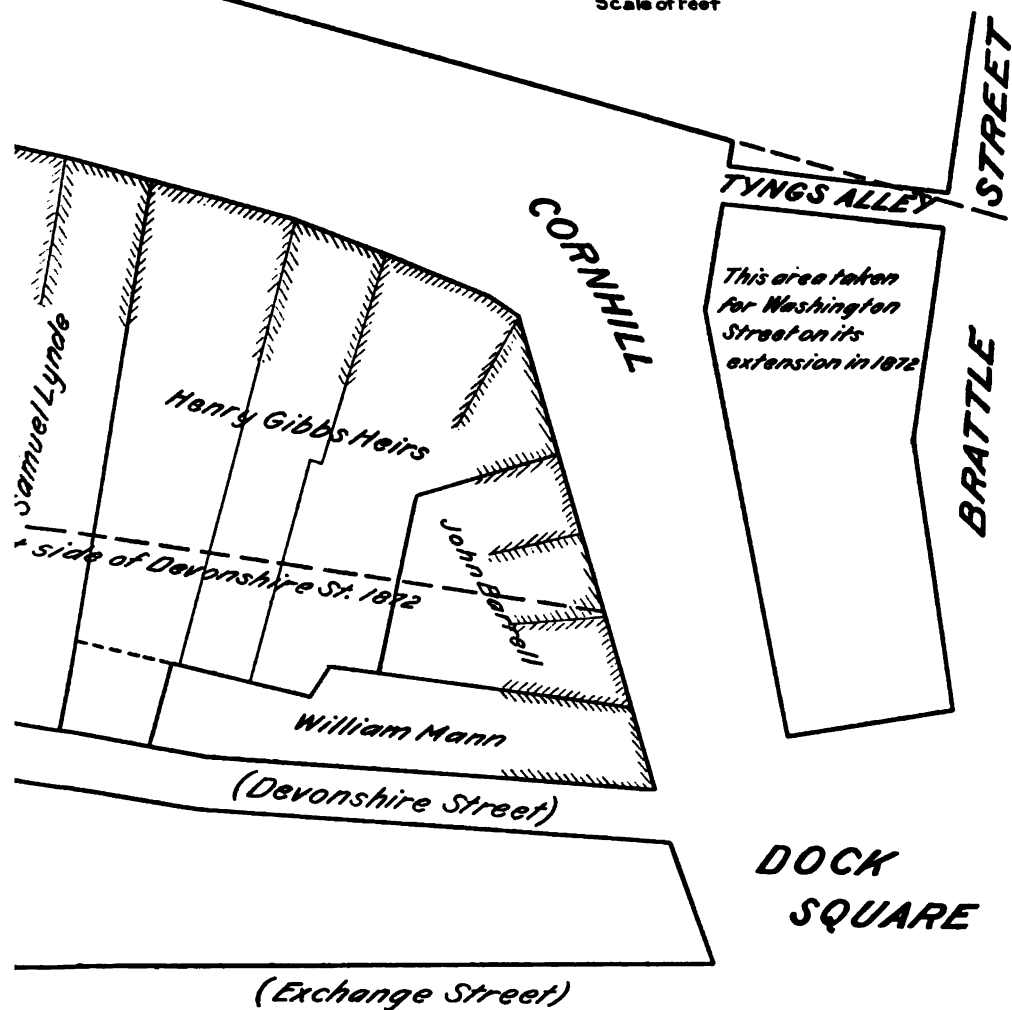 Scale of Feet
STREET
TYNGS ALLEY
CORNHILL
This area taken
for Washington
Street on its
extension in 1872
BRATTLE
Samuel Lynde
Henry Gibbs Heirs
John Barrell
side of Devonshire St. 1872
William Mann
(Devonshire Street)
DOCK
SQUARE
(Exchange Street)